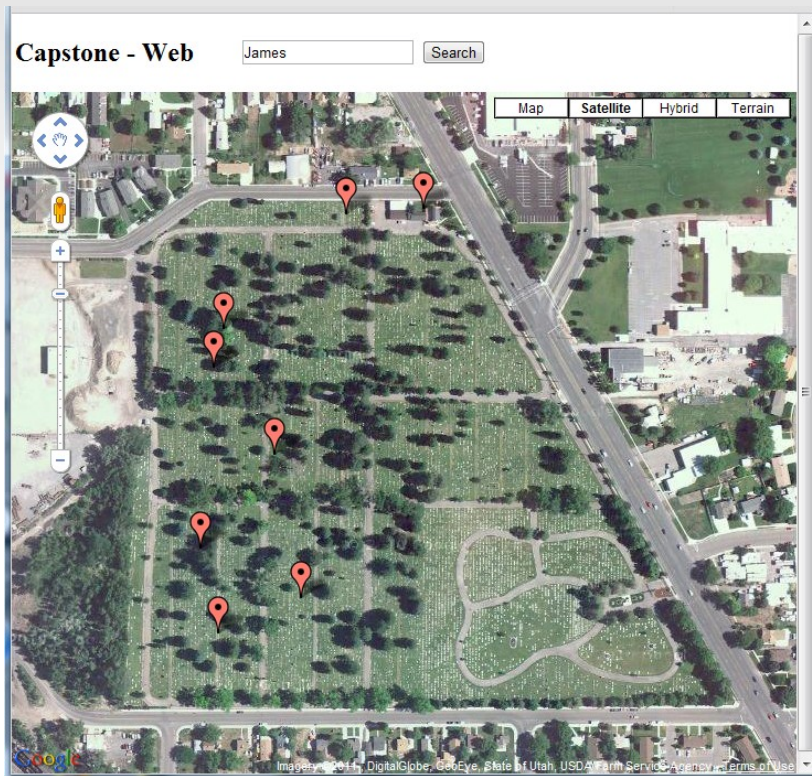 Capstone - Web
James
Search
Map Satellite Hybrid Terrain
Google
Imagery ©2011, DigitalGlobe, GeoEye, State of Utah, USDA Farm Service Agency - Terms of Use